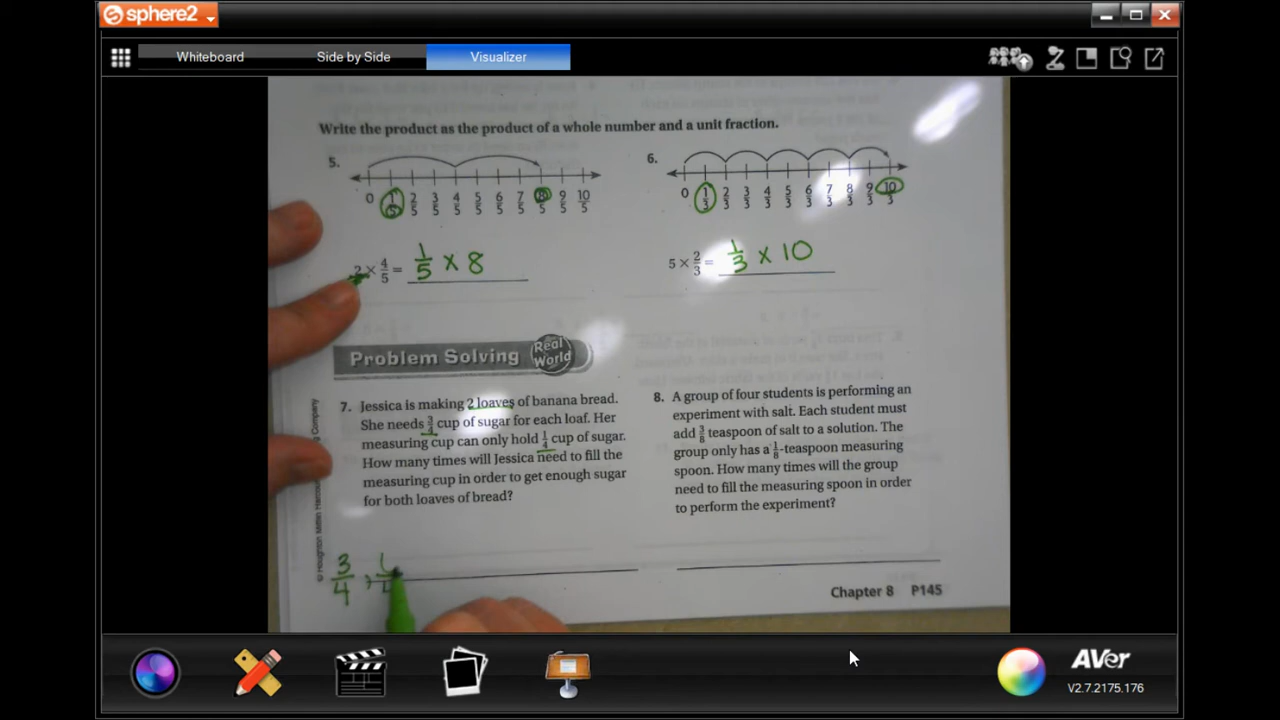 sphere2
Whiteboard Side by Side Visualizer
Write the product as the product of a whole number and a unit fraction.
5.
0 1/5 2/5 3/5 4/5 5/5 6/5 7/5 8/5 9/5 10/5
2 × 4/5 = 1/5 × 8
6.
0 1/3 2/3 3/3 4/3 5/3 6/3 7/3 8/3 9/3 10/3
5 × 2/3 = 1/3 × 10
Problem Solving Real World
7. Jessica is making 2 loaves of banana bread.
She needs 3/4 cup of sugar for each loaf. Her
measuring cup can only hold 1/4 cup of sugar.
How many times will Jessica need to fill the
measuring cup in order to get enough sugar
for both loaves of bread?
3/4, 6/4
8. A group of four students is performing an
experiment with salt. Each student must
add 3/8 teaspoon of salt to a solution. The
group only has a 1/8-teaspoon measuring
spoon. How many times will the group
need to fill the measuring spoon in order
to perform the experiment?
Chapter 8 P145
AVer
V2.7.2175.176